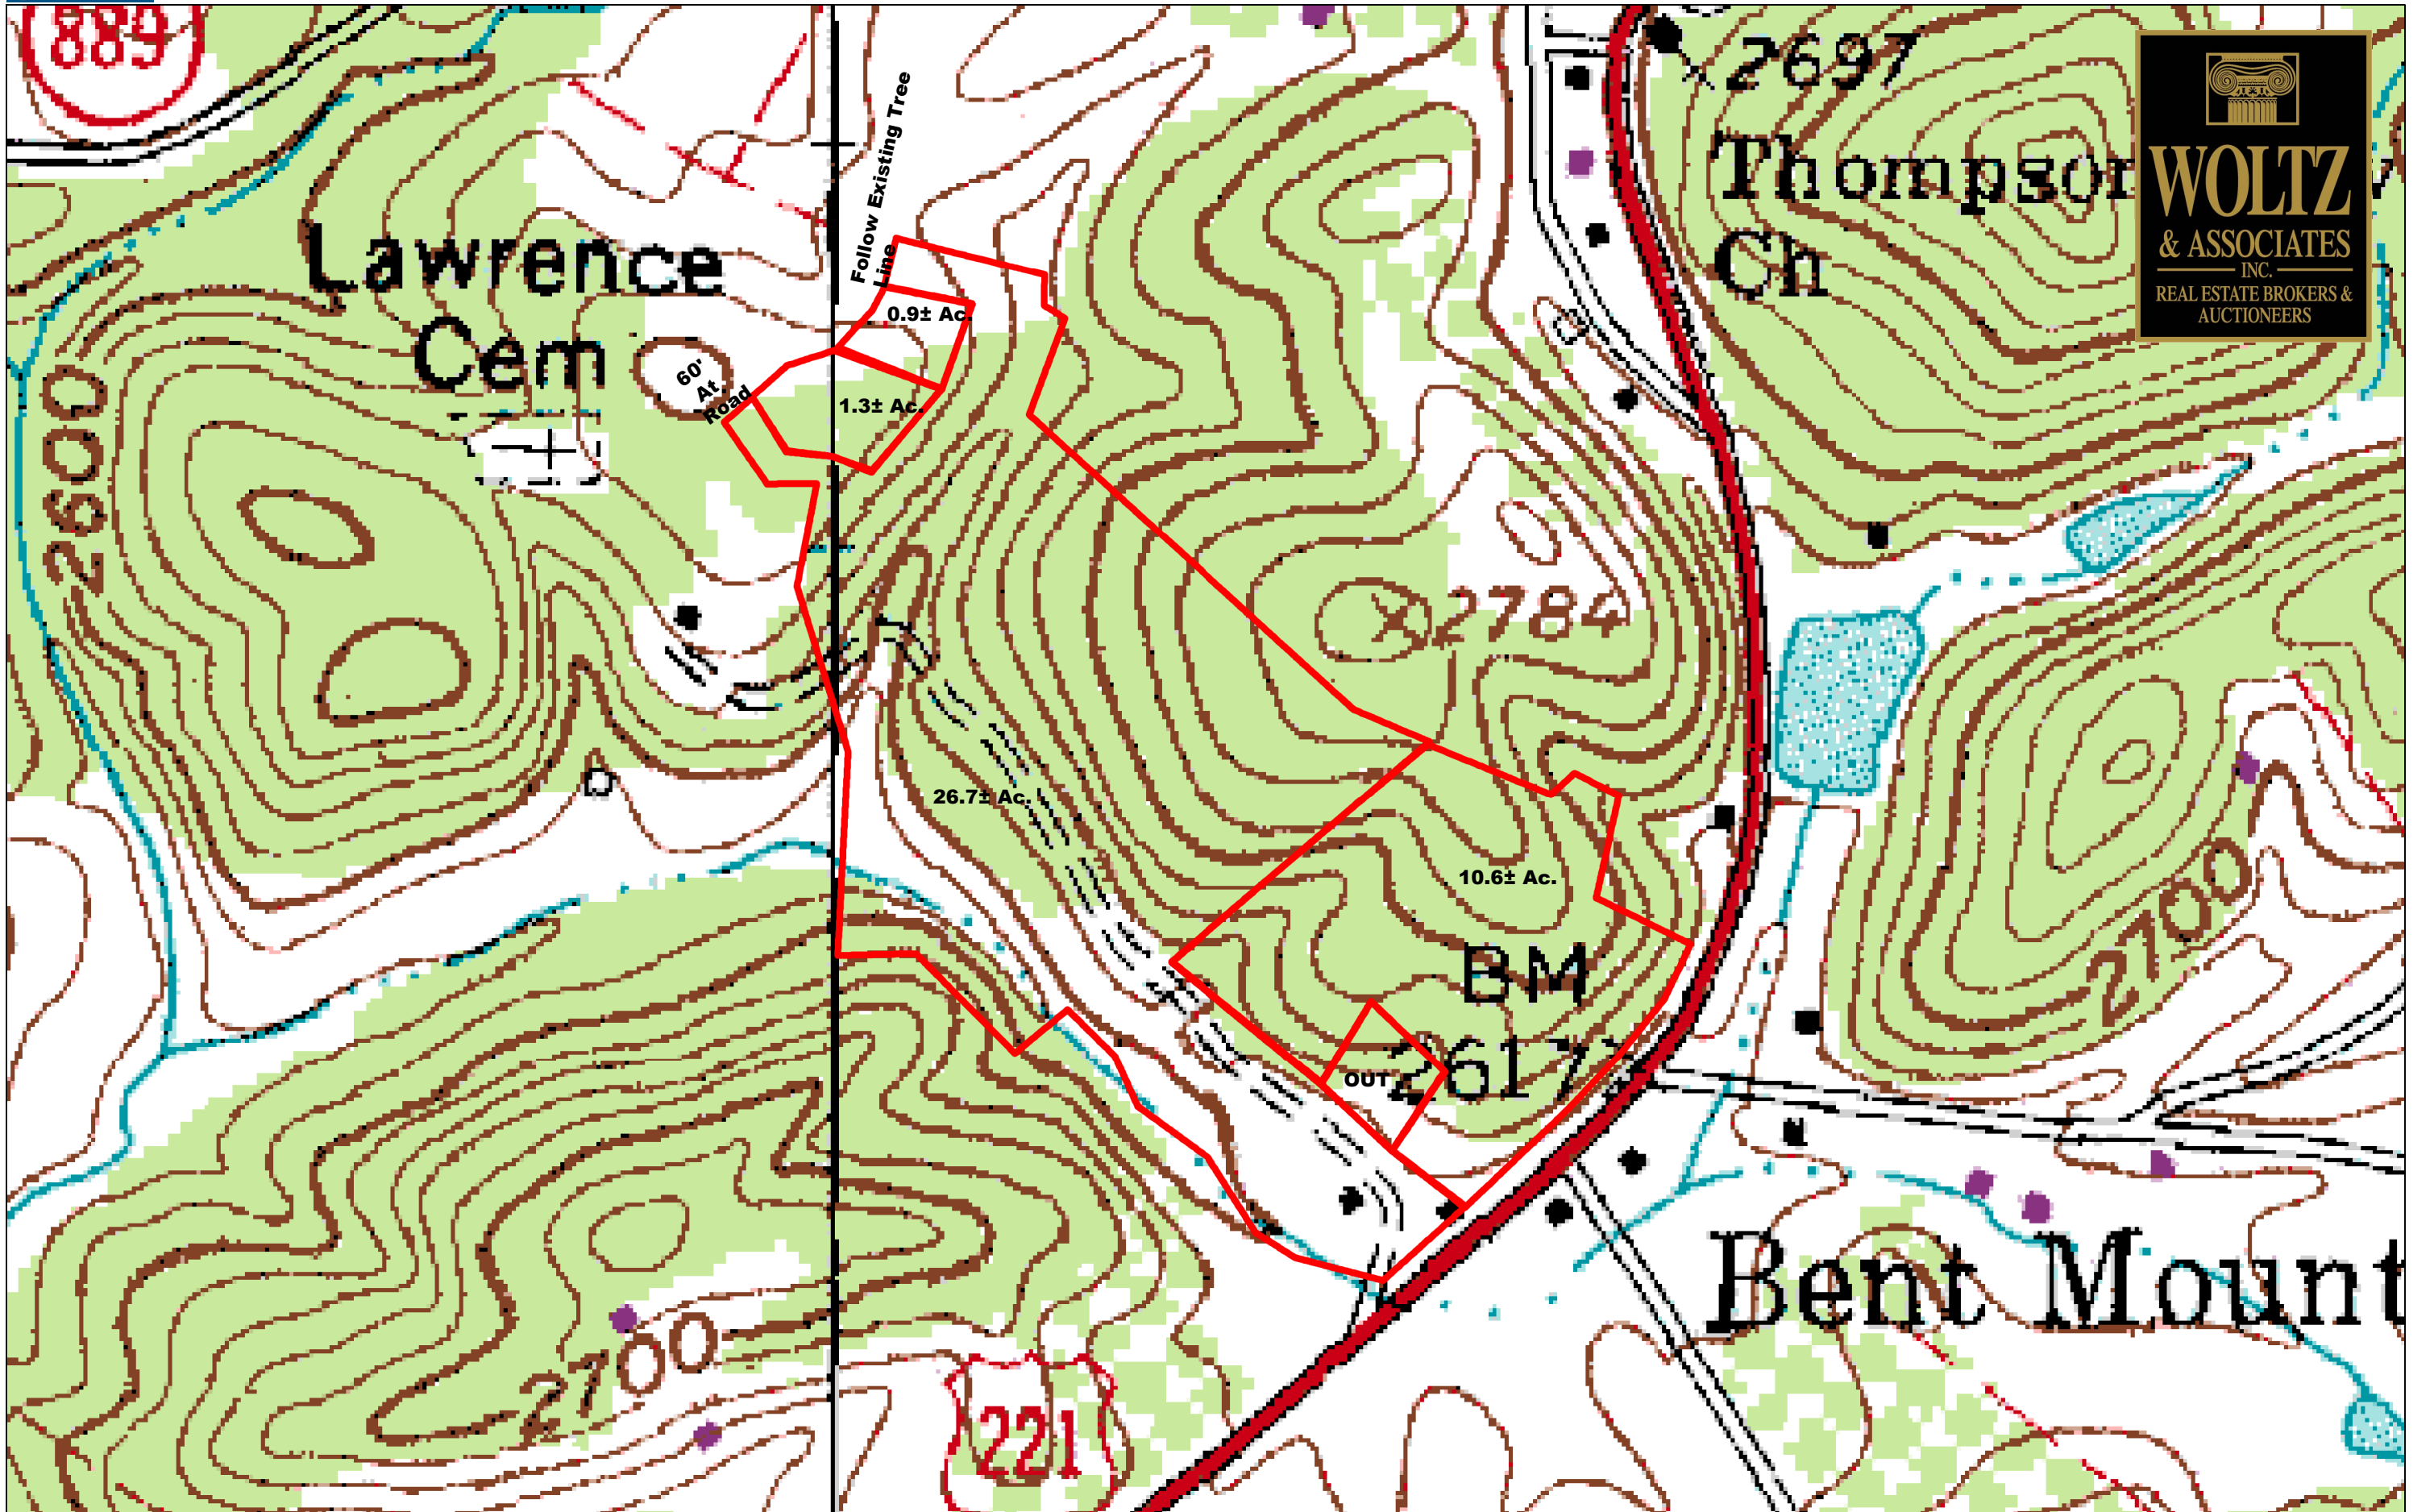 889
2697
Thompson
Ch
WOLTZ
& ASSOCIATES
INC.
REAL ESTATE BROKERS &
AUCTIONEERS
Follow Existing Tree
Line
Lawrence
Cem
0.9± Ac.
60'
At
Road
1.3± Ac.
2600
2784
26.7± Ac.
10.6± Ac.
2700
BM
2617
OUT
Bent Mount
2700
221